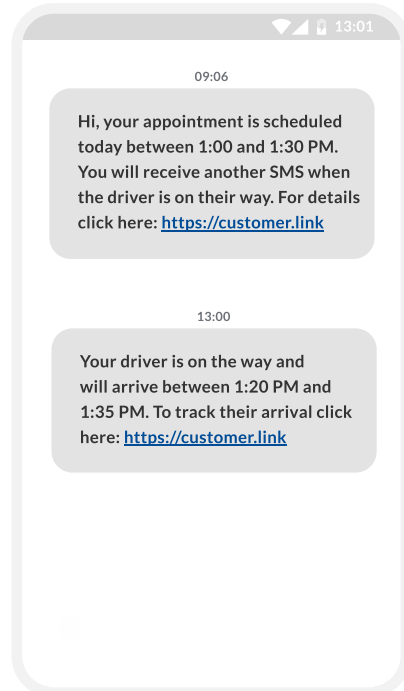 13:01
09:06
Hi, your appointment is scheduled
today between 1:00 and 1:30 PM.
You will receive another SMS when
the driver is on their way. For details
click here: https://customer.link
13:00
Your driver is on the way and
will arrive between 1:20 PM and
1:35 PM. To track their arrival click
here: https://customer.link